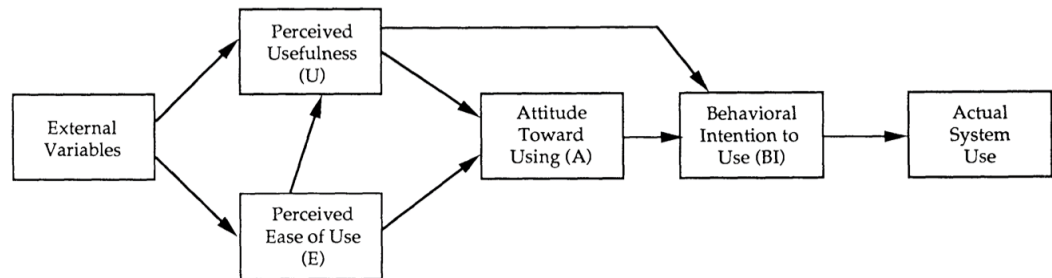 Perceived
Usefulness
(U)
External
Variables
Attitude
Toward
Using (A)
Behavioral
Intention to
Use (BI)
Actual
System
Use
Perceived
Ease of Use
(E)